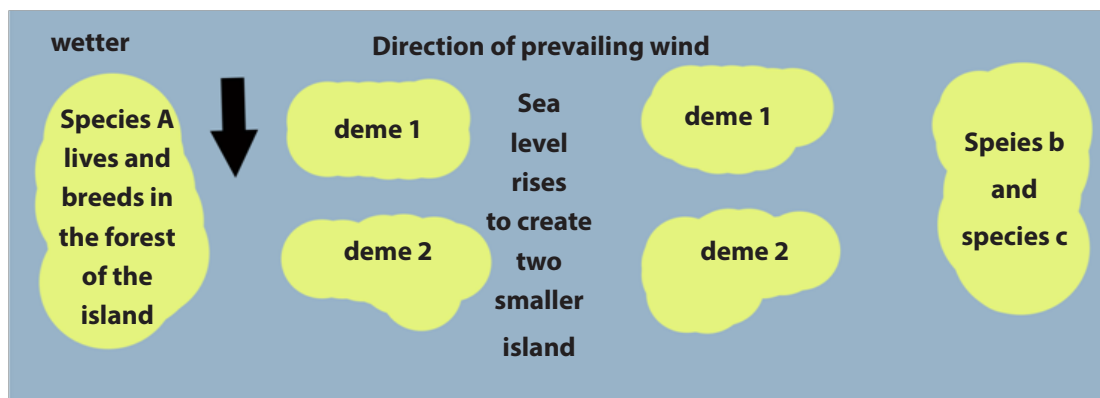 wetter
Direction of prevailing wind
Species A
lives and
breeds in
the forest
of the
island
deme 1
deme 2
Sea
level
rises
to create
two
smaller
island
deme 1
deme 2
Speies b
and
species c